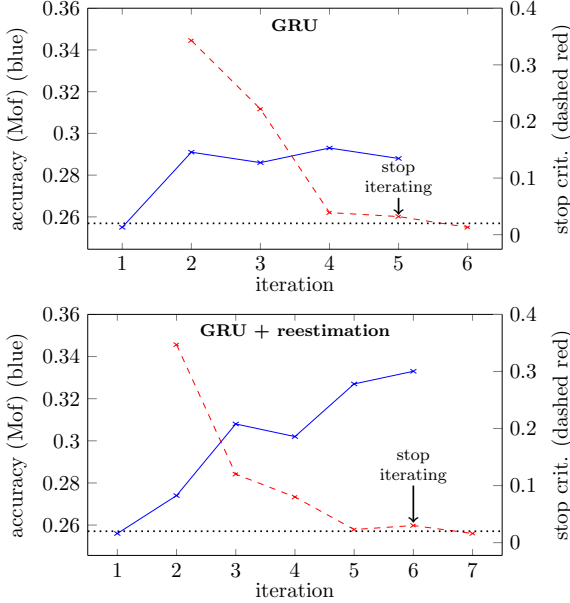 GRU
accuracy (Mof) (blue)
0.36
0.34
0.32
0.3
0.28
0.26
0.4
0.3
0.2
0.1
0
stop crit. (dashed red)
stop
iterating
1 2 3 4 5 6
iteration
GRU + reestimation
accuracy (Mof) (blue)
0.36
0.34
0.32
0.3
0.28
0.26
0.4
0.3
0.2
0.1
0
stop crit. (dashed red)
stop
iterating
1 2 3 4 5 6 7
iteration